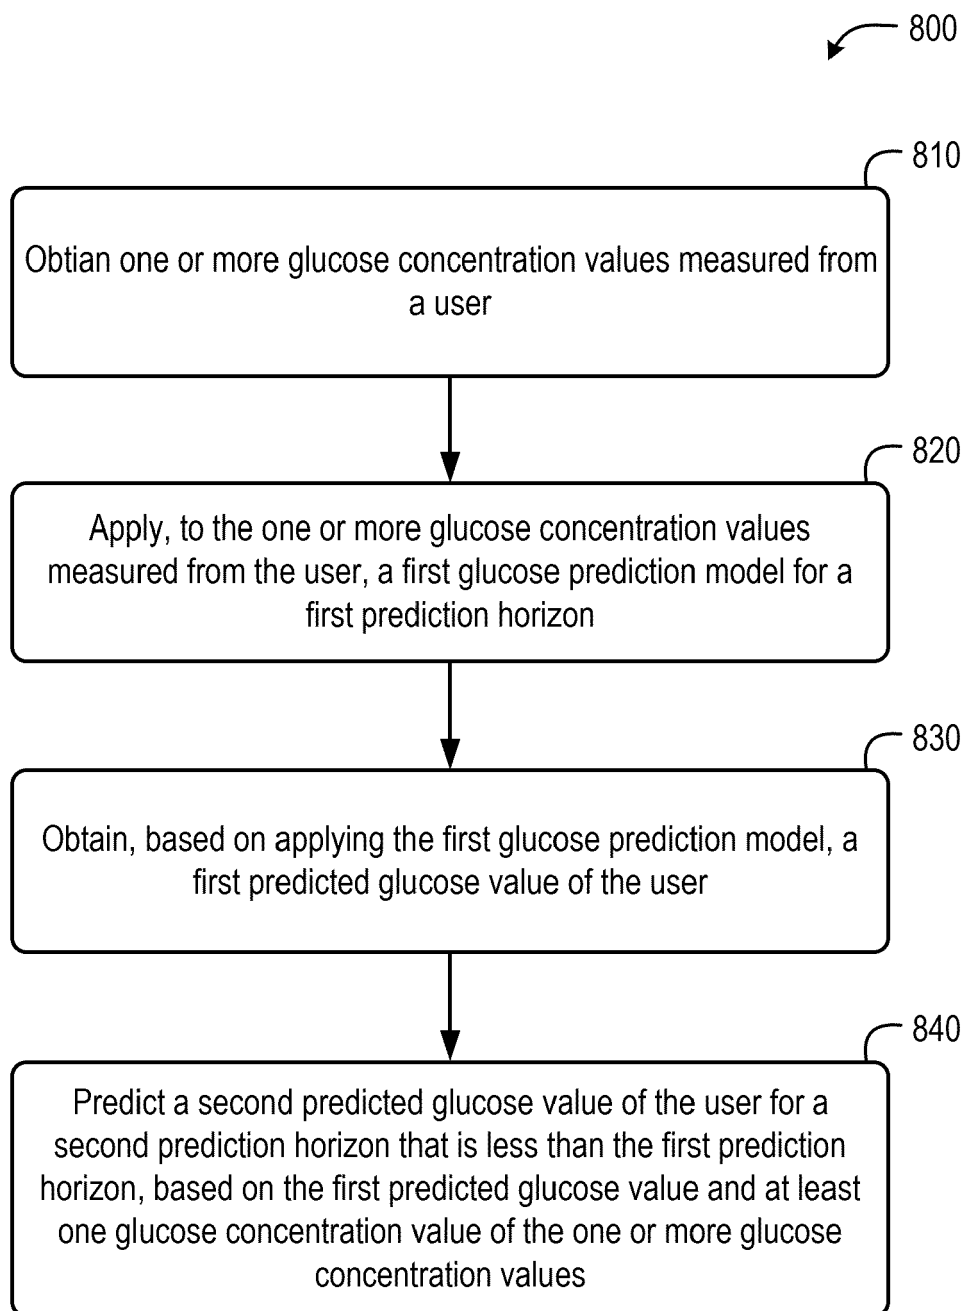 800
810
Obtian one or more glucose concentration values measured from
a user
820
Apply, to the one or more glucose concentration values
measured from the user, a first glucose prediction model for a
first prediction horizon
830
Obtain, based on applying the first glucose prediction model, a
first predicted glucose value of the user
840
Predict a second predicted glucose value of the user for a
second prediction horizon that is less than the first prediction
horizon, based on the first predicted glucose value and at least
one glucose concentration value of the one or more glucose
concentration values